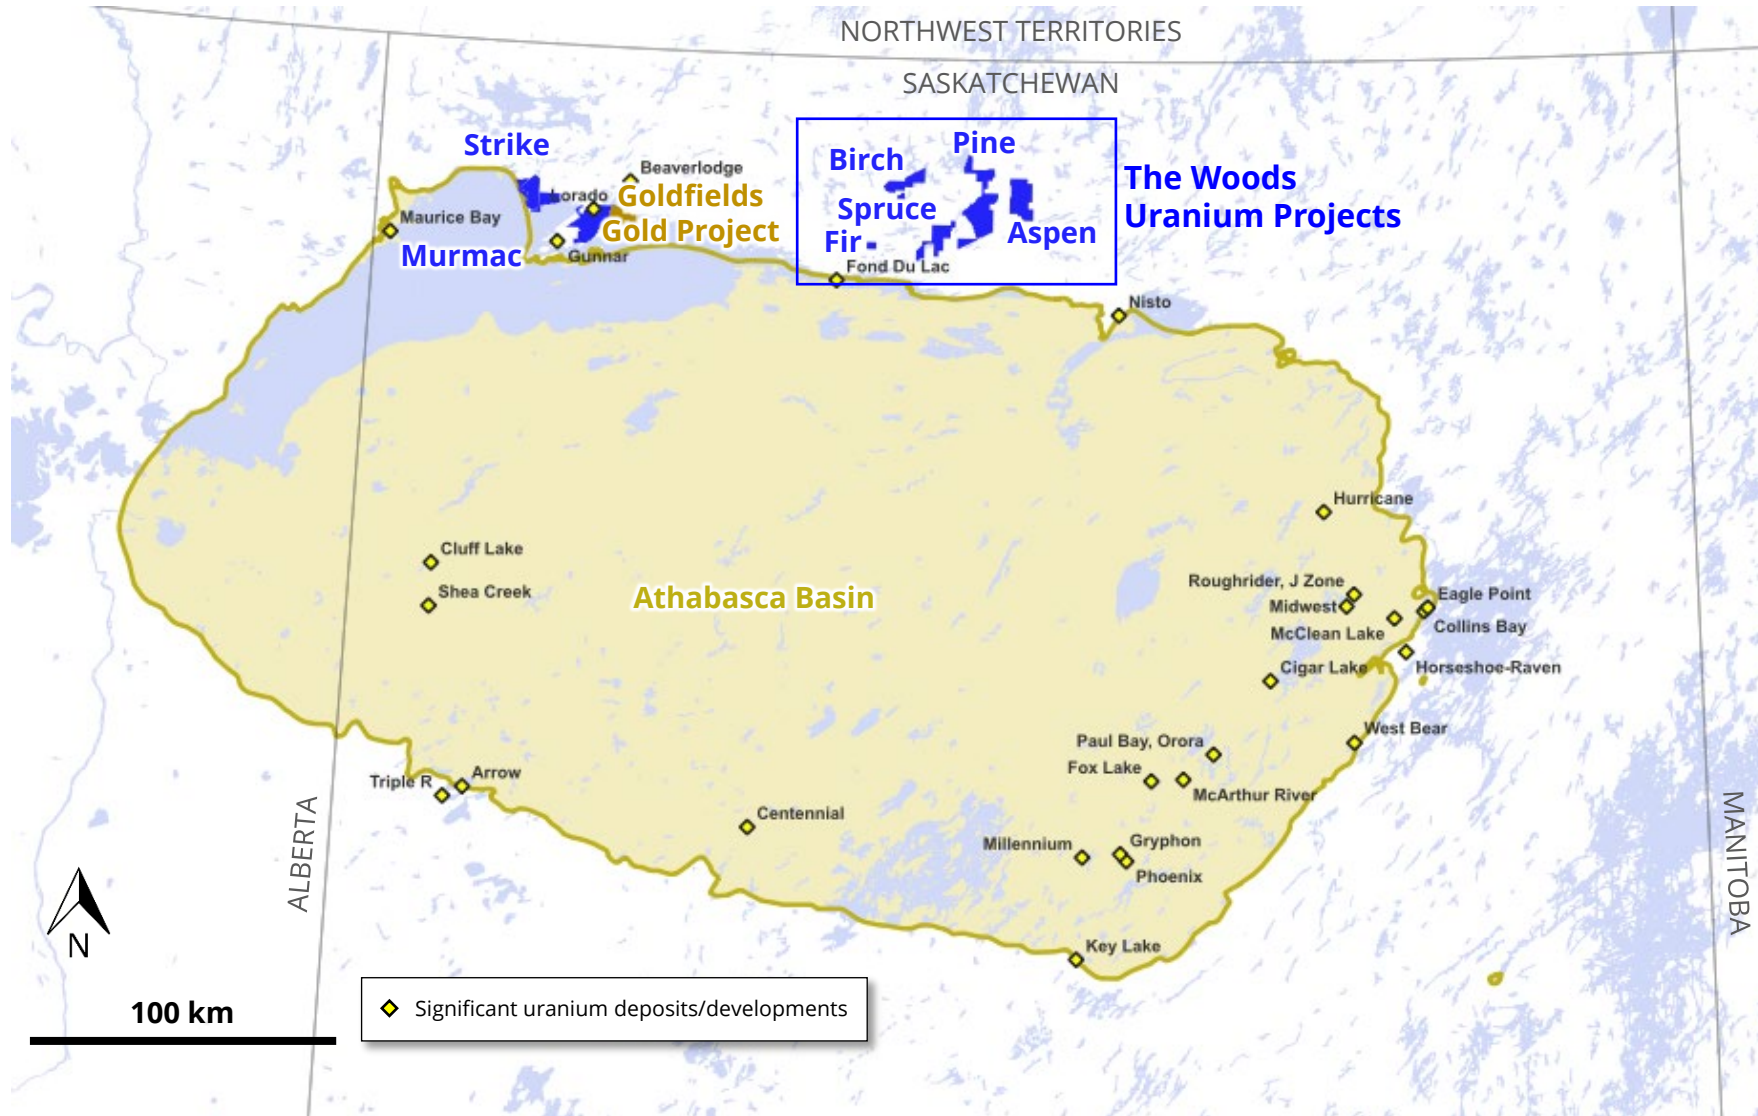 NORTHWEST TERRITORIES
SASKATCHEWAN
Strike
Birch
Pine
Beaverlodge
The Woods
Uranium Projects
Lorado
Goldfields
Gold Project
Spruce
Maurice Bay
Fir
Aspen
Murmac
Gunnar
Fond Du Lac
Nisto
Hurricane
Cluff Lake
Shea Creek
Athabasca Basin
Roughrider, J Zone
Eagle Point
Midwest
Collins Bay
McClean Lake
Cigar Lake
Horseshoe-Raven
West Bear
Paul Bay, Orora
Fox Lake
McArthur River
Triple R
Arrow
Centennial
Millennium
Gryphon
Phoenix
ALBERTA
MANITOBA
Key Lake
N
100 km
Significant uranium deposits/developments